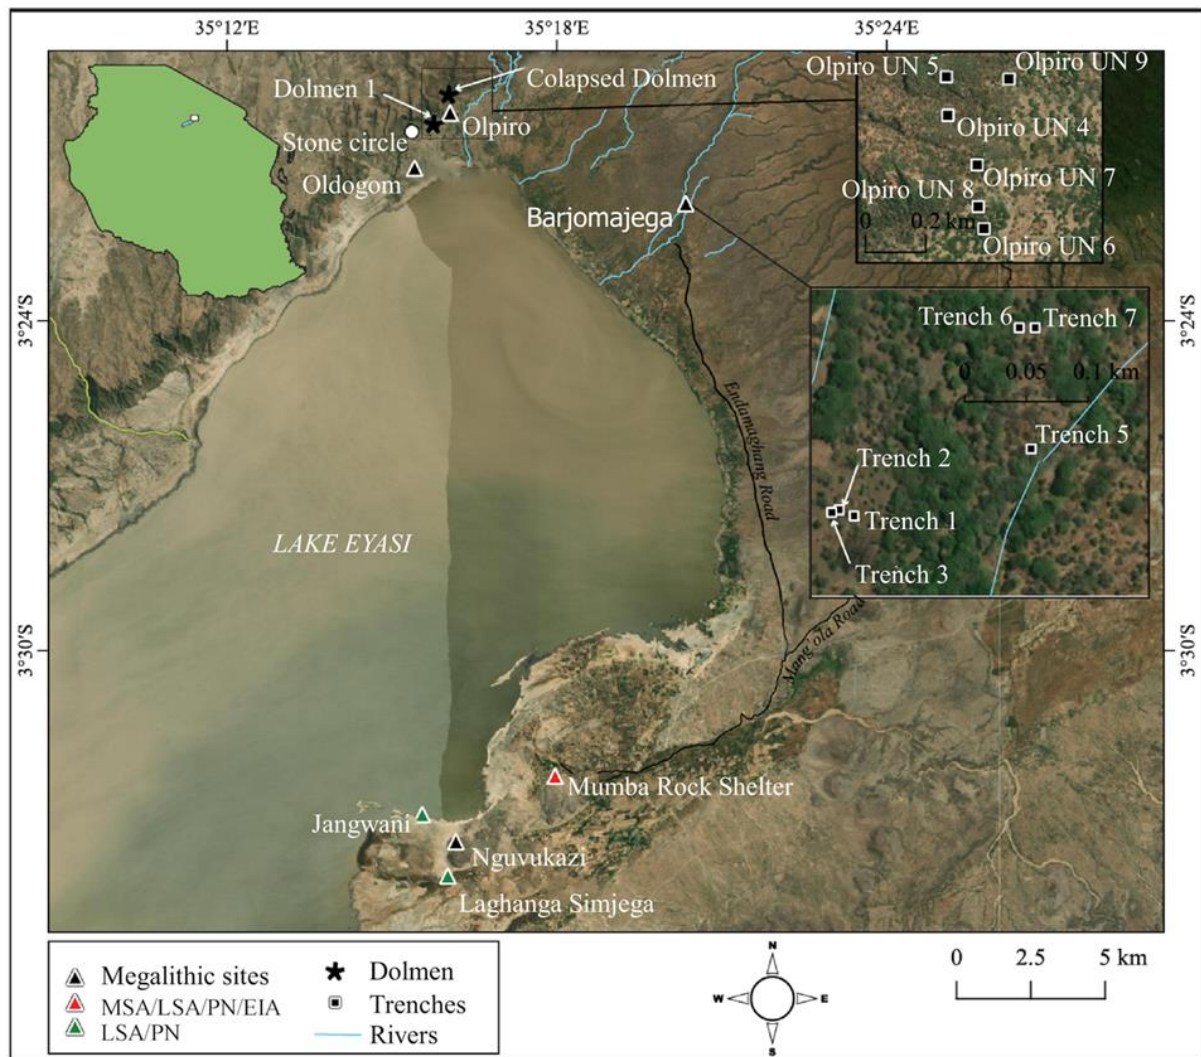 35°12′E
35°18′E
35°24′E
Colapsed Dolmen
Dolmen 1
Olpiro
Stone circle
Oldogom
Barjomajega
Olpiro UN 5
Olpiro UN 9
Olpiro UN 4
Olpiro UN 7
Olpiro UN 8
0 0.2 km
Olpiro UN 6
3°24′S
3°24′S
Trench 6
Trench 7
0 0.05 0.1 km
Trench 5
Trench 2
Trench 1
Trench 3
Endamaghang Road
LAKE EYASI
Mang'ola Road
3°30′S
3°30′S
Mumba Rock Shelter
Jangwani
Nguvukazi
Laghanga Simjega
Megalithic sites
MSA/LSA/PN/EIA
LSA/PN
Dolmen
Trenches
Rivers
N
W E
S
0 2.5 5 km